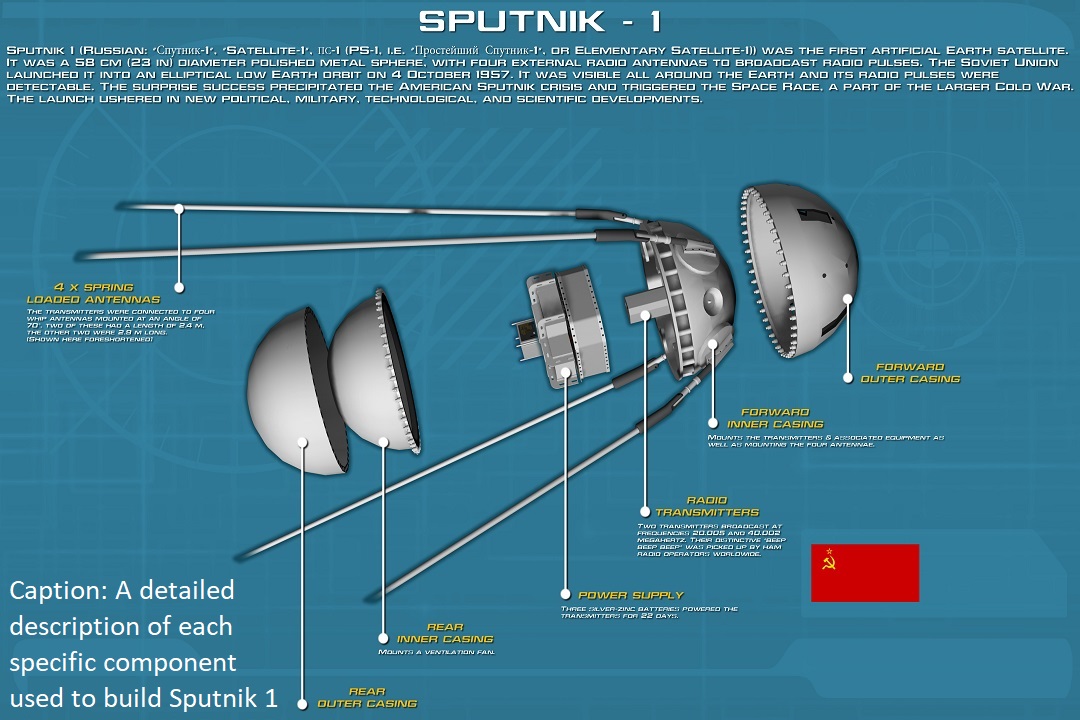 SPUTNIK - 1
SPUTNIK 1 (RUSSIAN: "Спутник-1", "SATELLITE-1", ПС-1 (PS-1, I.E. "Простейший Спутник-1", OR ELEMENTARY SATELLITE-1)) WAS THE FIRST ARTIFICIAL EARTH SATELLITE.
IT WAS A 58 CM (23 IN) DIAMETER POLISHED METAL SPHERE, WITH FOUR EXTERNAL RADIO ANTENNAS TO BROADCAST RADIO PULSES. THE SOVIET UNION
LAUNCHED IT INTO AN ELLIPTICAL LOW EARTH ORBIT ON 4 OCTOBER 1957. IT WAS VISIBLE ALL AROUND THE EARTH AND ITS RADIO PULSES WERE
DETECTABLE. THE SURPRISE SUCCESS PRECIPITATED THE AMERICAN SPUTNIK CRISIS AND TRIGGERED THE SPACE RACE, A PART OF THE LARGER COLD WAR.
THE LAUNCH USHERED IN NEW POLITICAL, MILITARY, TECHNOLOGICAL, AND SCIENTIFIC DEVELOPMENTS.
4 X SPRING
LOADED ANTENNAS
THE TRANSMITTERS WERE CONNECTED TO FOUR
WHIP ANTENNAS MOUNTED AT AN ANGLE OF
70°. TWO OF THESE HAD A LENGTH OF 2.4 M.
THE OTHER TWO WERE 2.9 M LONG.
(SHOWN HERE FORESHORTENED)
FORWARD
OUTER CASING
FORWARD
INNER CASING
MOUNTS THE TRANSMITTERS & ASSOCIATED EQUIPMENT AS
WELL AS MOUNTING THE FOUR ANTENNAE.
RADIO
TRANSMITTERS
TWO TRANSMITTERS BROADCAST AT
FREQUENCIES 20.005 AND 40.002
MEGAHERTZ. THEIR DISTINCTIVE "BEEP
BEEP BEEP" WAS PICKED UP BY HAM
RADIO OPERATORS WORLDWIDE.
POWER SUPPLY
THREE SILVER-ZINC BATTERIES POWERED THE
TRANSMITTERS FOR 22 DAYS.
REAR
INNER CASING
MOUNTS A VENTILATION FAN.
REAR
OUTER CASING
Caption: A detailed
description of each
specific component
used to build Sputnik 1